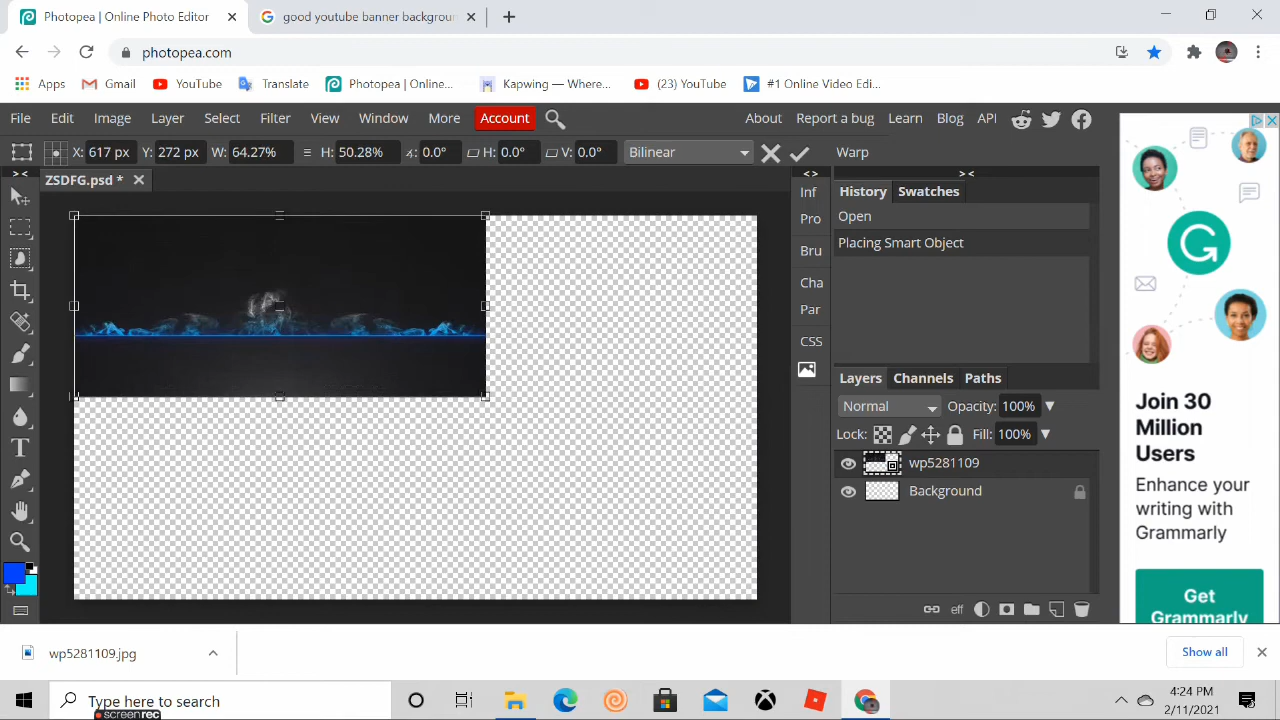 Photopea | Online Photo Editor
good youtube banner backgroun
photopea.com
Apps
Gmail
YouTube
Translate
Photopea | Online...
Kapwing — Where...
(23) YouTube
#1 Online Video Edi...
File Edit Image Layer Select Filter View Window More Account About Report a bug Learn Blog API
X: 617 px Y: 272 px W: 64.27% H: 50.28% 0.0° H: 0.0° V: 0.0° Bilinear Warp
ZSDFG.psd *
Inf
Pro
Bru
Cha
Par
CSS
History Swatches
Open
Placing Smart Object
Layers Channels Paths
Normal Opacity: 100%
Lock: Fill: 100%
wp5281109
Background
eff
Join 30
Million
Users
Enhance your
writing with
Grammarly
Get
Grammarly
wp5281109.jpg
Show all
Type here to search
screenrec
4:24 PM
2/11/2021